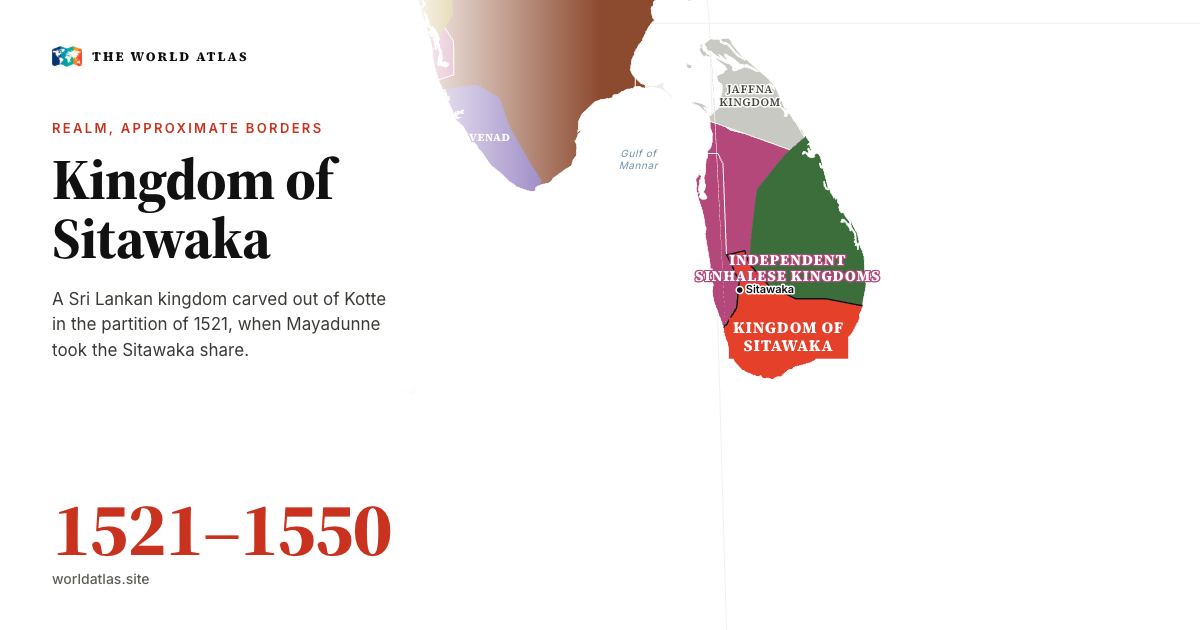 THE WORLD ATLAS
REALM, APPROXIMATE BORDERS
Kingdom of
Sitawaka
A Sri Lankan kingdom carved out of Kotte
in the partition of 1521, when Mayadunne
took the Sitawaka share.
1521–1550
worldatlas.site
VENAD
Gulf of
Mannar
JAFFNA
KINGDOM
INDEPENDENT
SINHALESE KINGDOMS
Sitawaka
KINGDOM OF
SITAWAKA